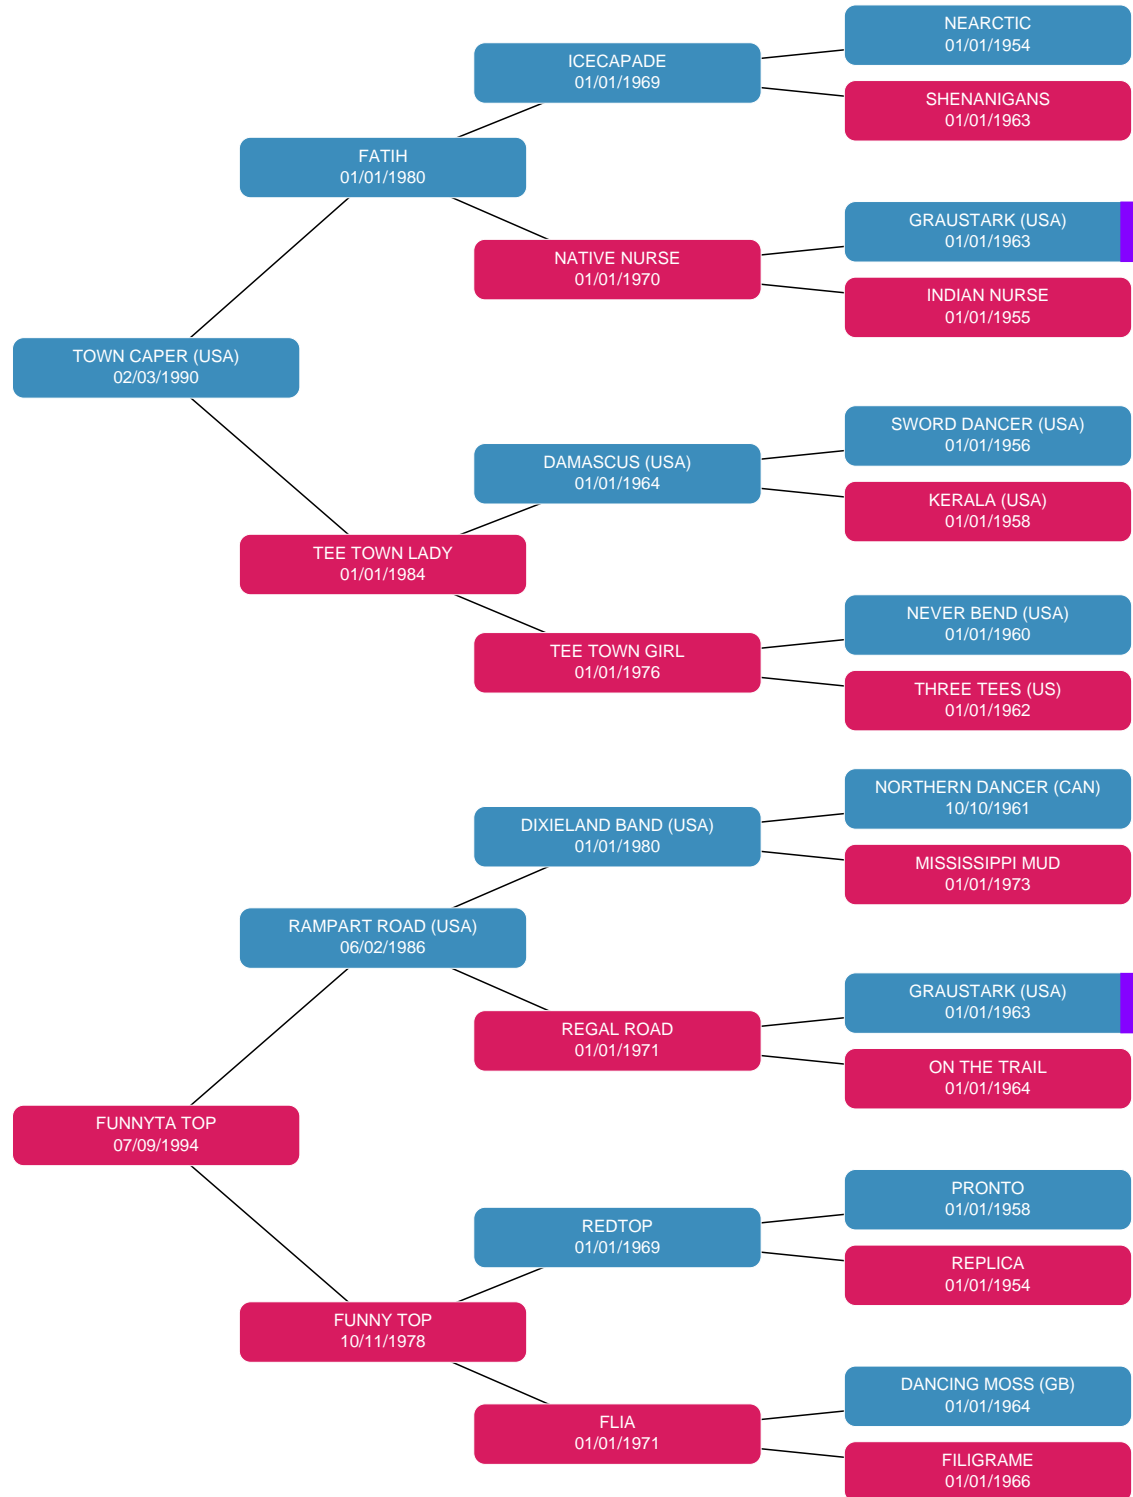 NEARCTIC
01/01/1954
ICECAPADE
01/01/1969
SHENANIGANS
01/01/1963
FATIH
01/01/1980
GRAUSTARK (USA)
01/01/1963
NATIVE NURSE
01/01/1970
INDIAN NURSE
01/01/1955
TOWN CAPER (USA)
02/03/1990
SWORD DANCER (USA)
01/01/1956
DAMASCUS (USA)
01/01/1964
KERALA (USA)
01/01/1958
TEE TOWN LADY
01/01/1984
NEVER BEND (USA)
01/01/1960
TEE TOWN GIRL
01/01/1976
THREE TEES (US)
01/01/1962
NORTHERN DANCER (CAN)
10/10/1961
DIXIELAND BAND (USA)
01/01/1980
MISSISSIPPI MUD
01/01/1973
RAMPART ROAD (USA)
06/02/1986
GRAUSTARK (USA)
01/01/1963
REGAL ROAD
01/01/1971
ON THE TRAIL
01/01/1964
FUNNYTA TOP
07/09/1994
PRONTO
01/01/1958
REDTOP
01/01/1969
REPLICA
01/01/1954
FUNNY TOP
10/11/1978
DANCING MOSS (GB)
01/01/1964
FLIA
01/01/1971
FILIGRAME
01/01/1966